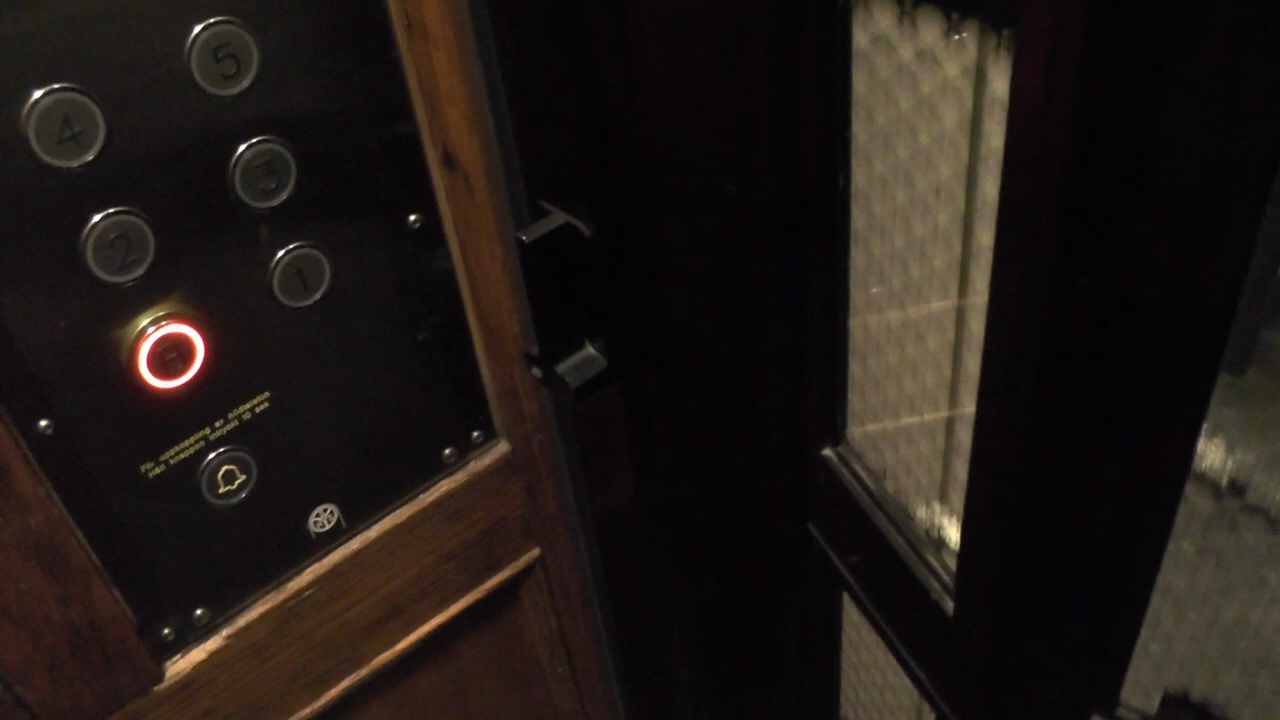 5
4
3
2
1
För uppkoppling av nödtelefon
Håll knappen intryckt 10 sek